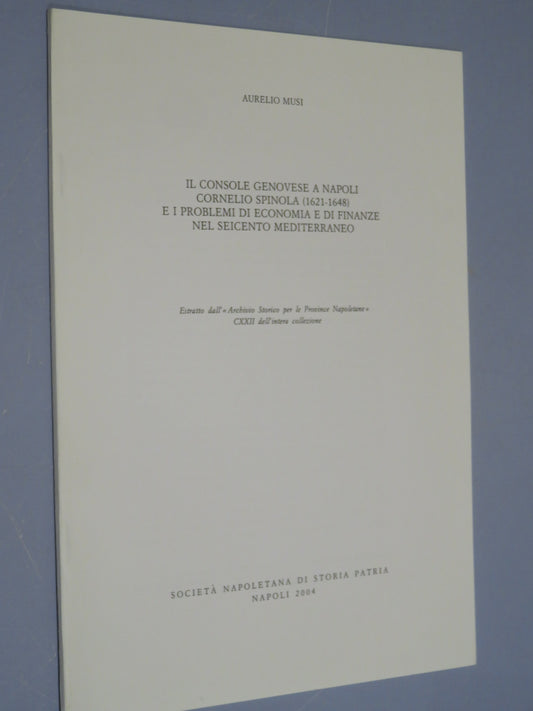 AURELIO MUSI
IL CONSOLE GENOVESE A NAPOLI
CORNELIO SPINOLA (1621-1648)
E I PROBLEMI DI ECONOMIA E DI FINANZE
NEL SEICENTO MEDITERRANEO
Estratto dall'« Archivio Storico per le Province Napoletane »
CXXII dell'intera collezione
SOCIETÀ NAPOLETANA DI STORIA PATRIA
NAPOLI 2004